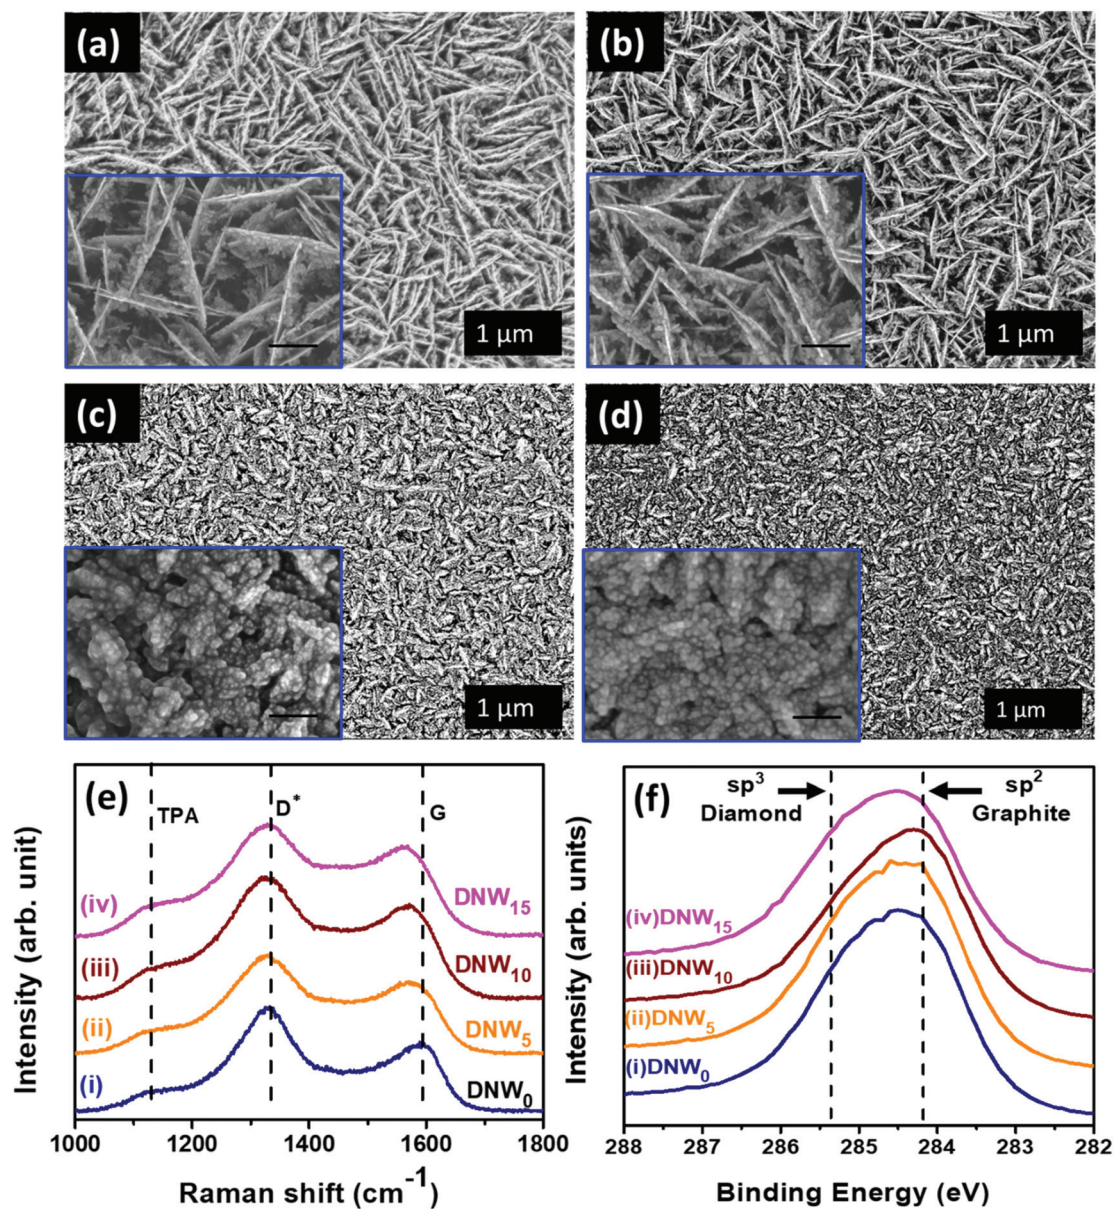 (a)
(b)
1 µm
1 µm
(c)
(d)
1 µm
1 µm
(e)
TPA
D*
G
(iv)
DNW15
(iii)
DNW10
(ii)
DNW5
(i)
DNW0
Intensity (arb. unit)
1000
1200
1400
1600
1800
Raman shift (cm-1)
(f)
sp3
Diamond
sp2
Graphite
(iv)DNW15
(iii)DNW10
(ii)DNW5
(i)DNW0
Intensity (arb. units)
288
287
286
285
284
283
282
Binding Energy (eV)